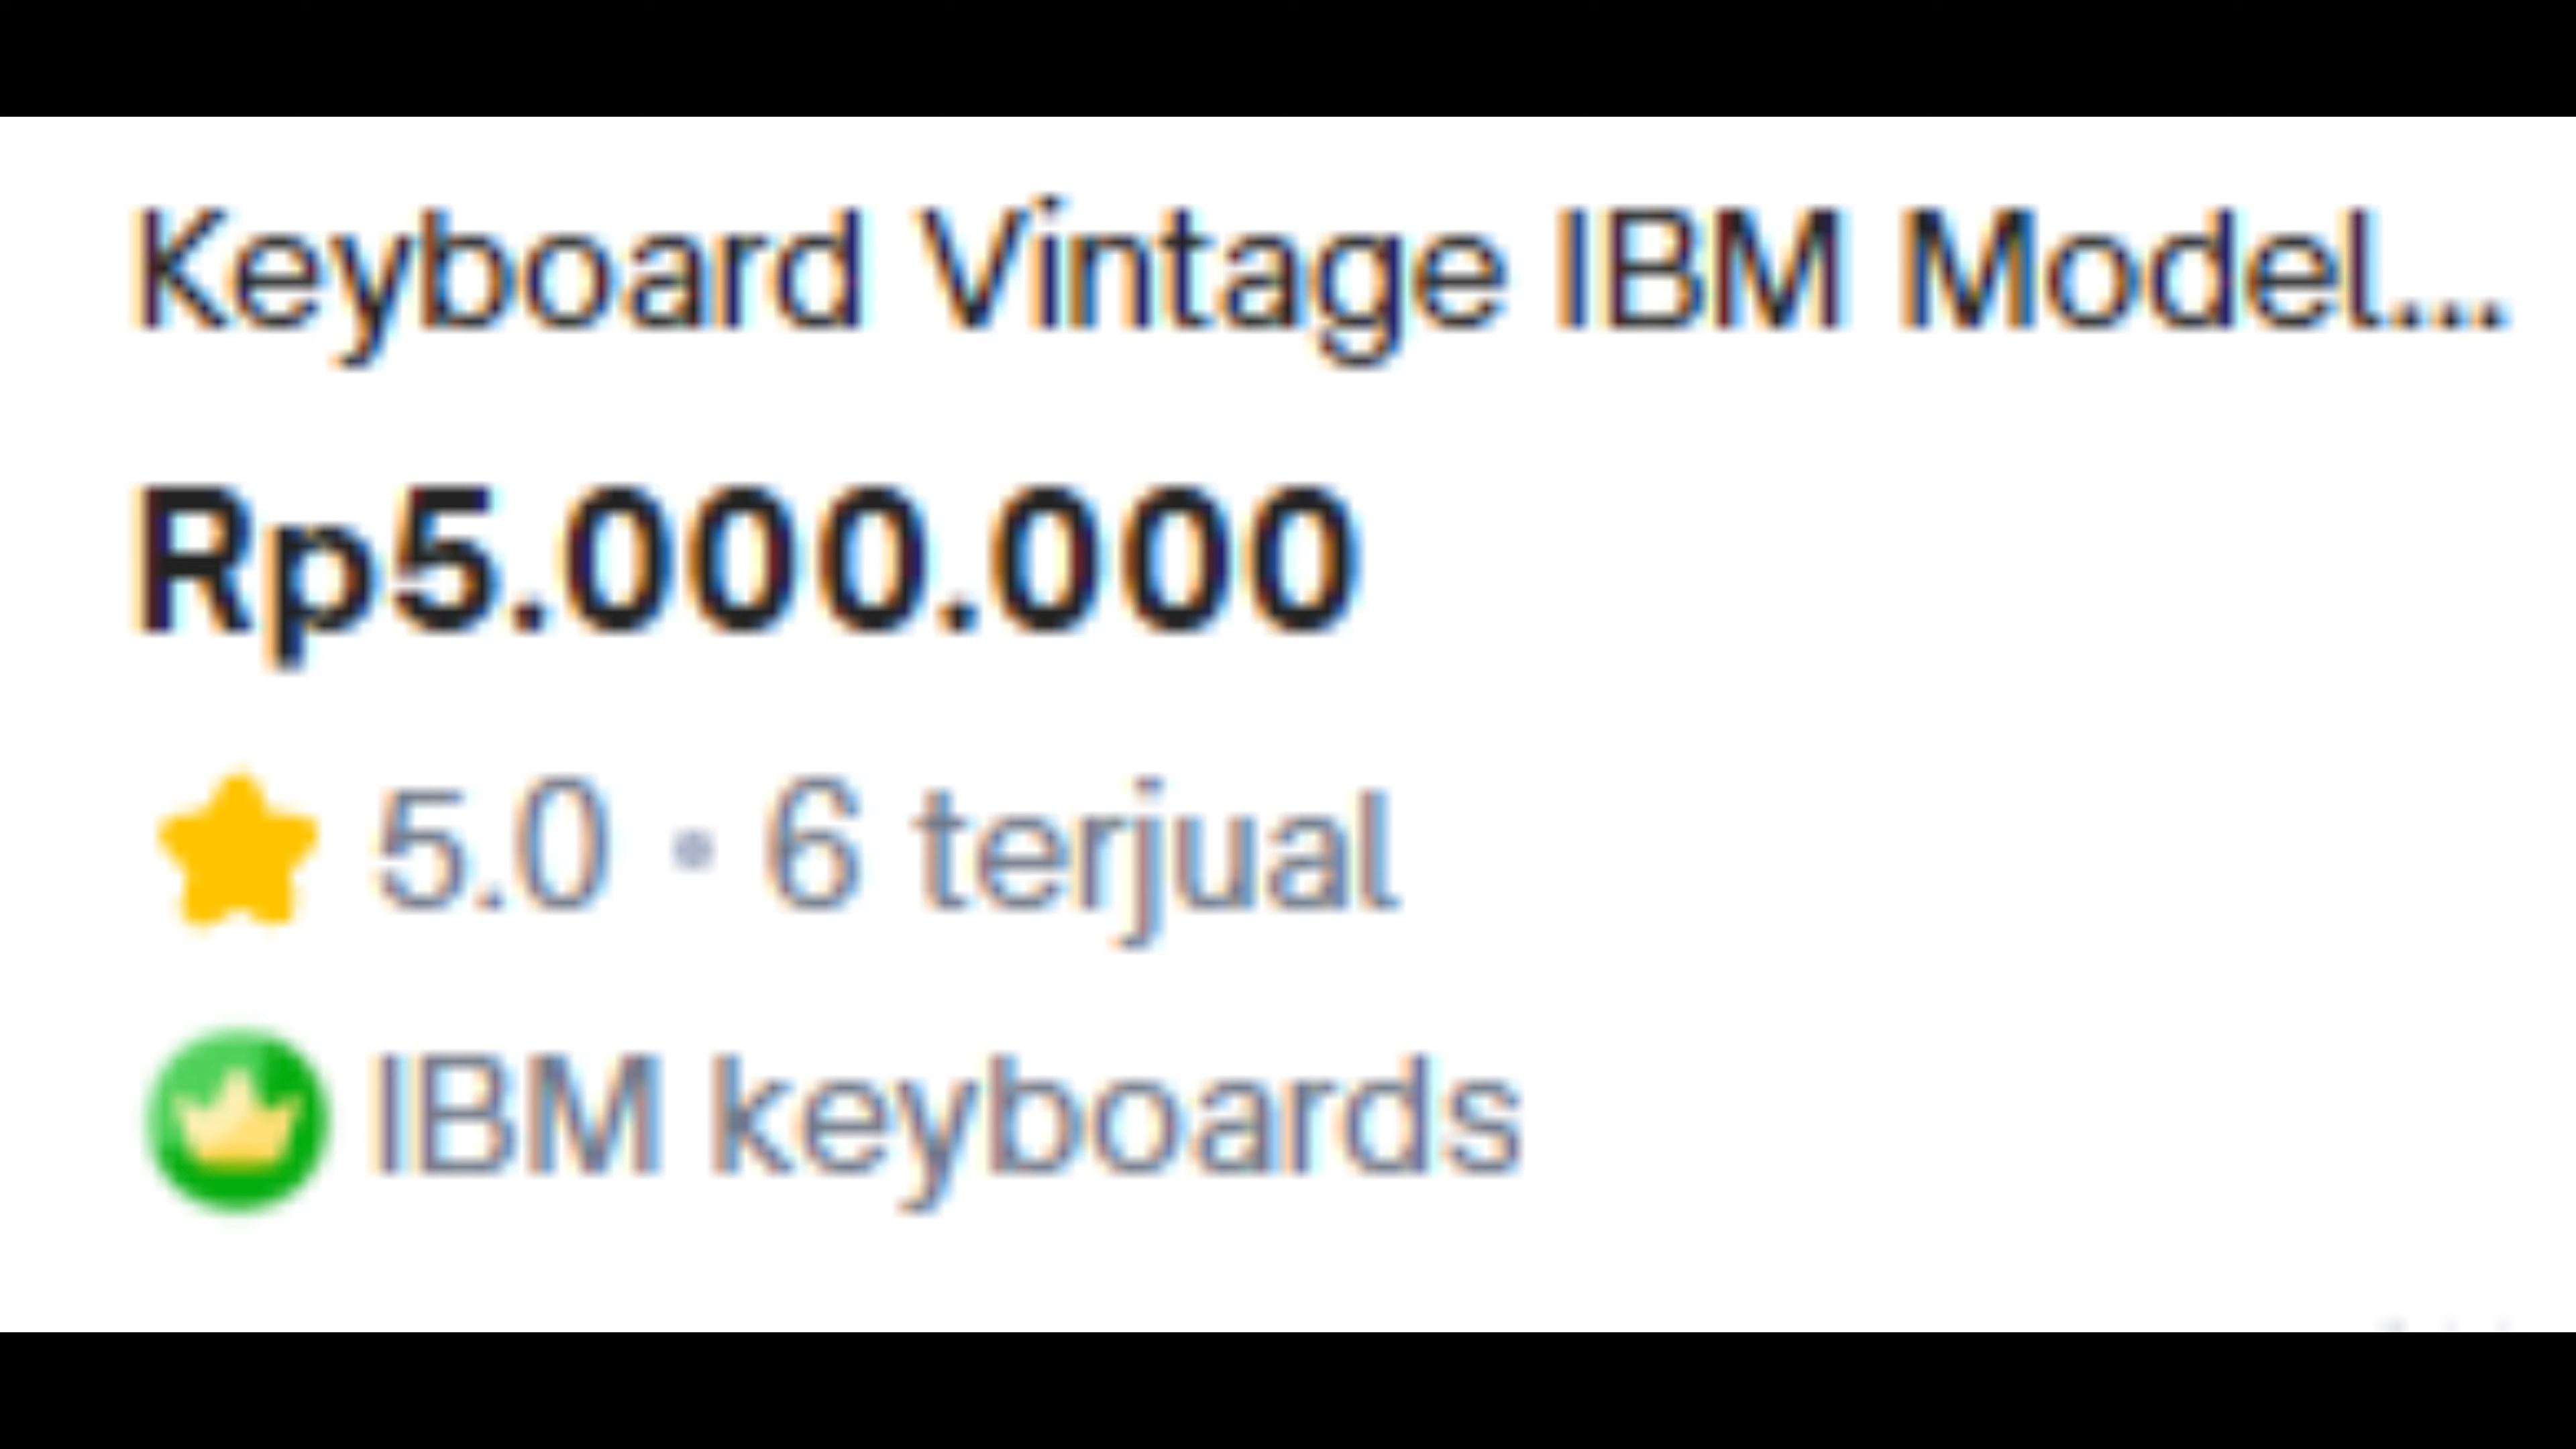 Keyboard Vintage IBM Model...
Rp5.000.000
5.0 • 6 terjual
IBM keyboards